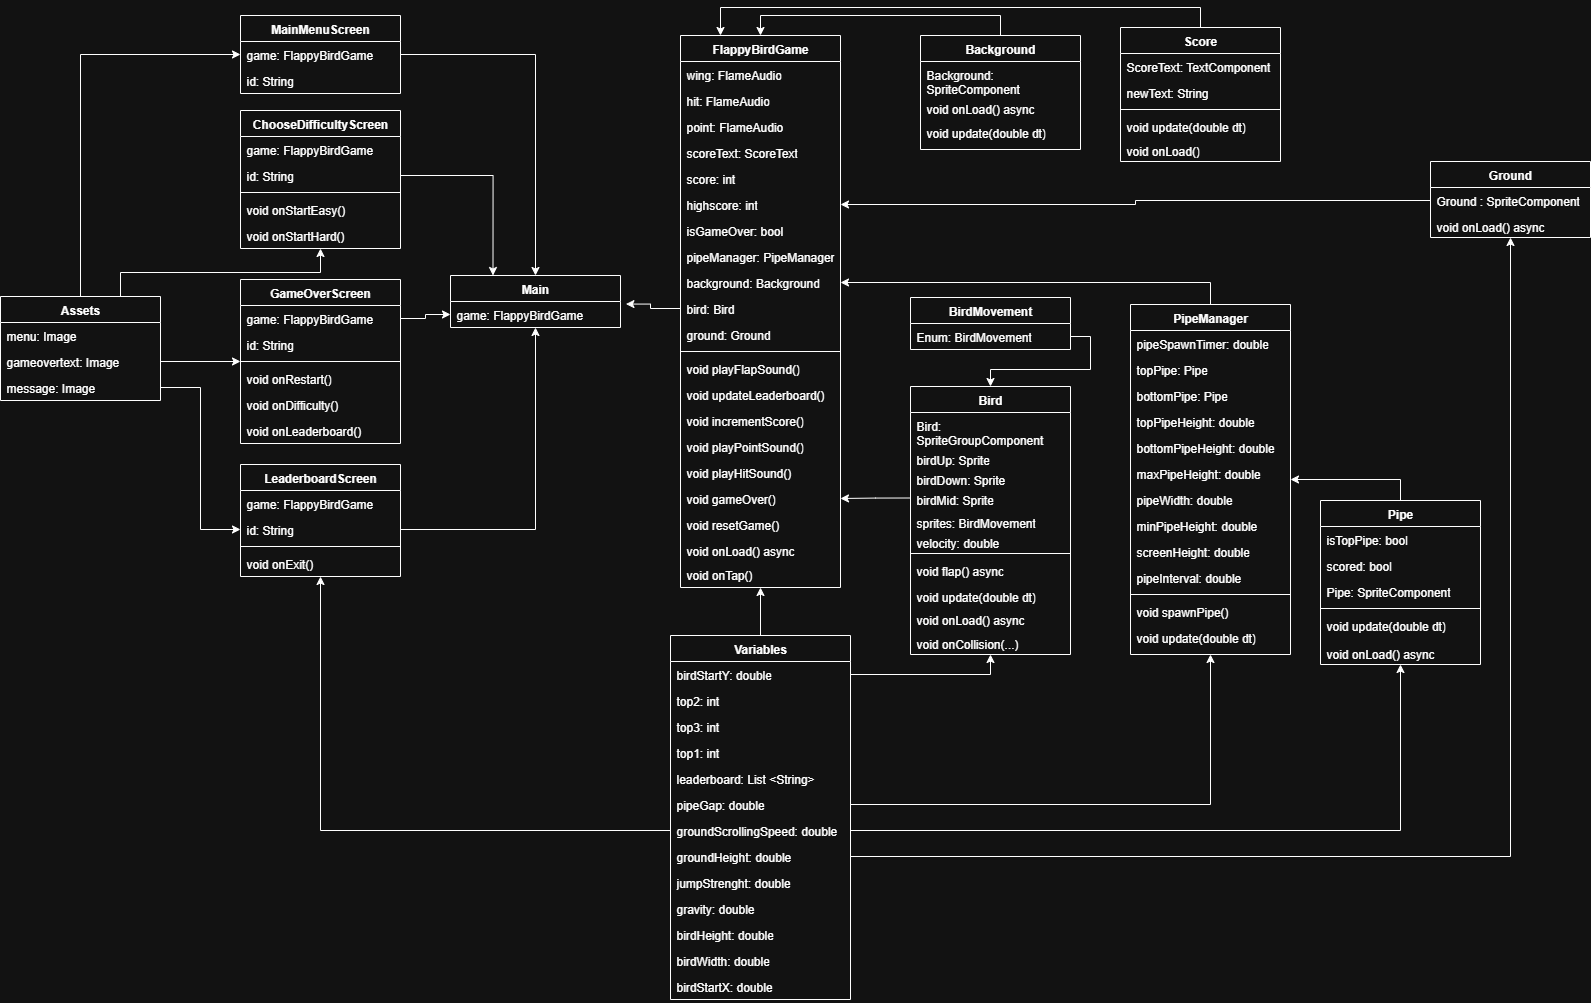 MainMenuScreen
game: FlappyBirdGame
id: String
ChooseDifficultyScreen
game: FlappyBirdGame
id: String
void onStartEasy()
void onStartHard()
GameOverScreen
game: FlappyBirdGame
id: String
void onRestart()
void onDifficulty()
void onLeaderboard()
LeaderboardScreen
game: FlappyBirdGame
id: String
void onExit()
Assets
menu: Image
gameovertext: Image
message: Image
Main
game: FlappyBirdGame
FlappyBirdGame
wing: FlameAudio
hit: FlameAudio
point: FlameAudio
scoreText: ScoreText
score: int
highscore: int
isGameOver: bool
pipeManager: PipeManager
background: Background
bird: Bird
ground: Ground
void playFlapSound()
void updateLeaderboard()
void incrementScore()
void playPointSound()
void playHitSound()
void gameOver()
void resetGame()
void onLoad() async
void onTap()
Background
Background:
SpriteComponent
void onLoad() async
void update(double dt)
Score
ScoreText: TextComponent
newText: String
void update(double dt)
void onLoad()
Ground
Ground : SpriteComponent
void onLoad() async
BirdMovement
Enum: BirdMovement
Bird
Bird:
SpriteGroupComponent
birdUp: Sprite
birdDown: Sprite
birdMid: Sprite
sprites: BirdMovement
velocity: double
void flap() async
void update(double dt)
void onLoad() async
void onCollision(...)
PipeManager
pipeSpawnTimer: double
topPipe: Pipe
bottomPipe: Pipe
topPipeHeight: double
bottomPipeHeight: double
maxPipeHeight: double
pipeWidth: double
minPipeHeight: double
screenHeight: double
pipeInterval: double
void spawnPipe()
void update(double dt)
Pipe
isTopPipe: bool
scored: bool
Pipe: SpriteComponent
void update(double dt)
void onLoad() async
Variables
birdStartY: double
top2: int
top3: int
top1: int
leaderboard: List <String>
pipeGap: double
groundScrollingSpeed: double
groundHeight: double
jumpStrenght: double
gravity: double
birdHeight: double
birdWidth: double
birdStartX: double